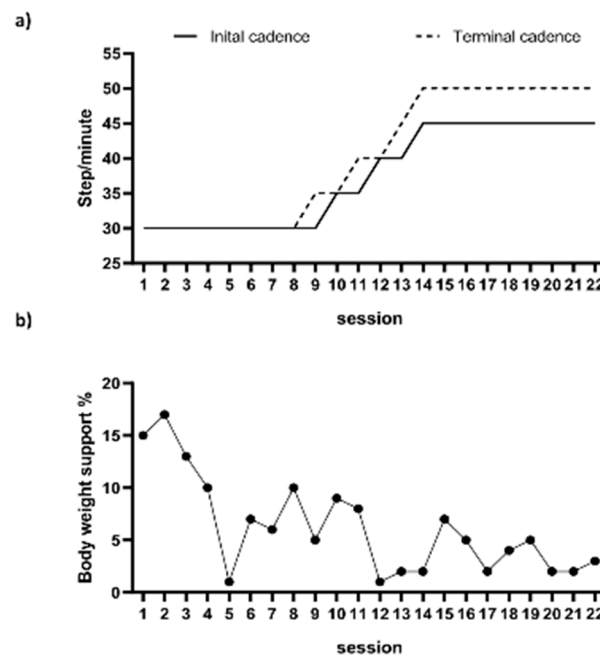 a)
Inital cadence Terminal cadence
Step/minute
55
50
45
40
35
30
25
1 2 3 4 5 6 7 8 9 10 11 12 13 14 15 16 17 18 19 20 21 22
session
b)
Body weight support %
20
15
10
5
0
1 2 3 4 5 6 7 8 9 10 11 12 13 14 15 16 17 18 19 20 21 22
session